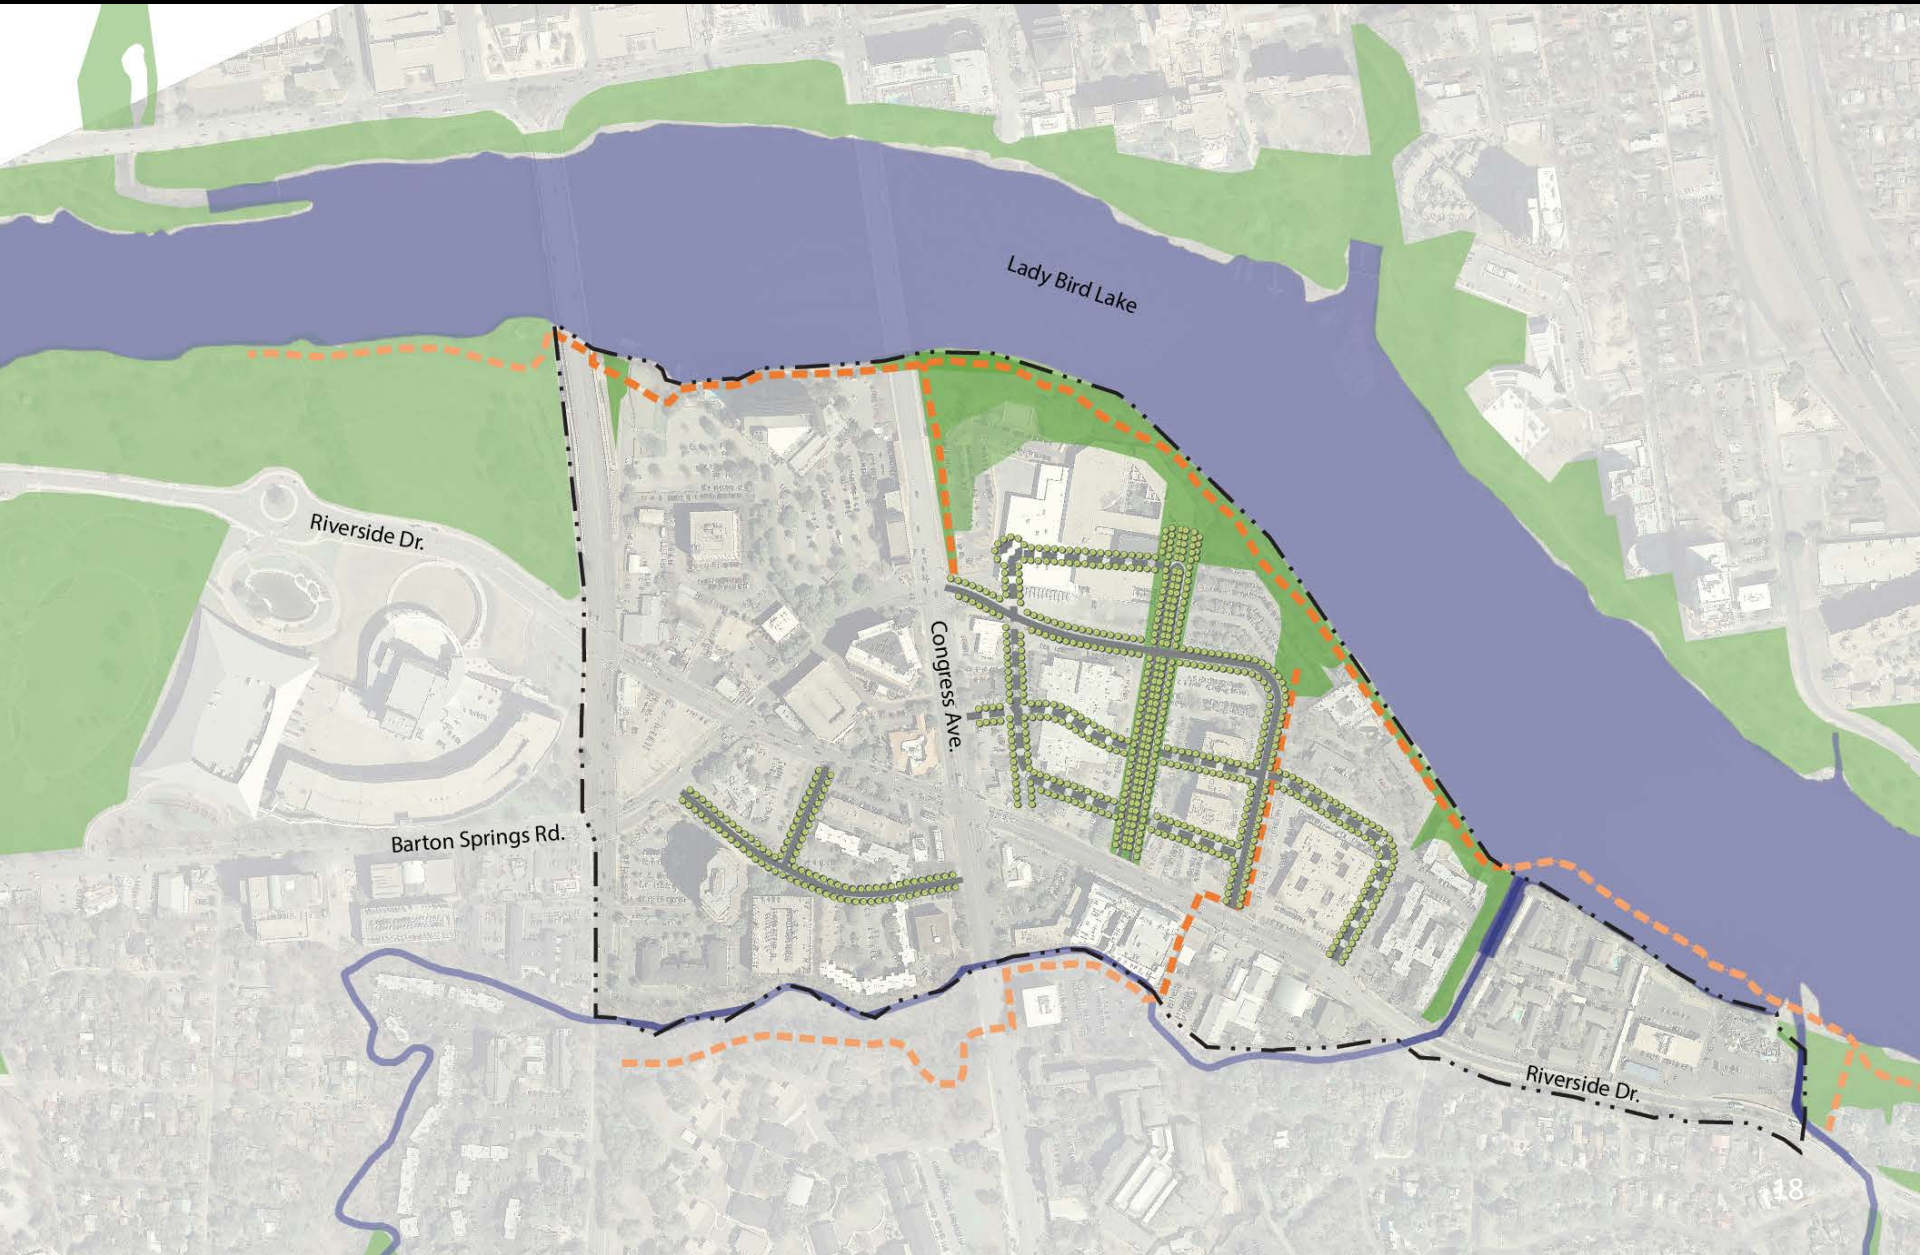 Lady Bird Lake
Riverside Dr.
Congress Ave.
Barton Springs Rd.
Riverside Dr.
18